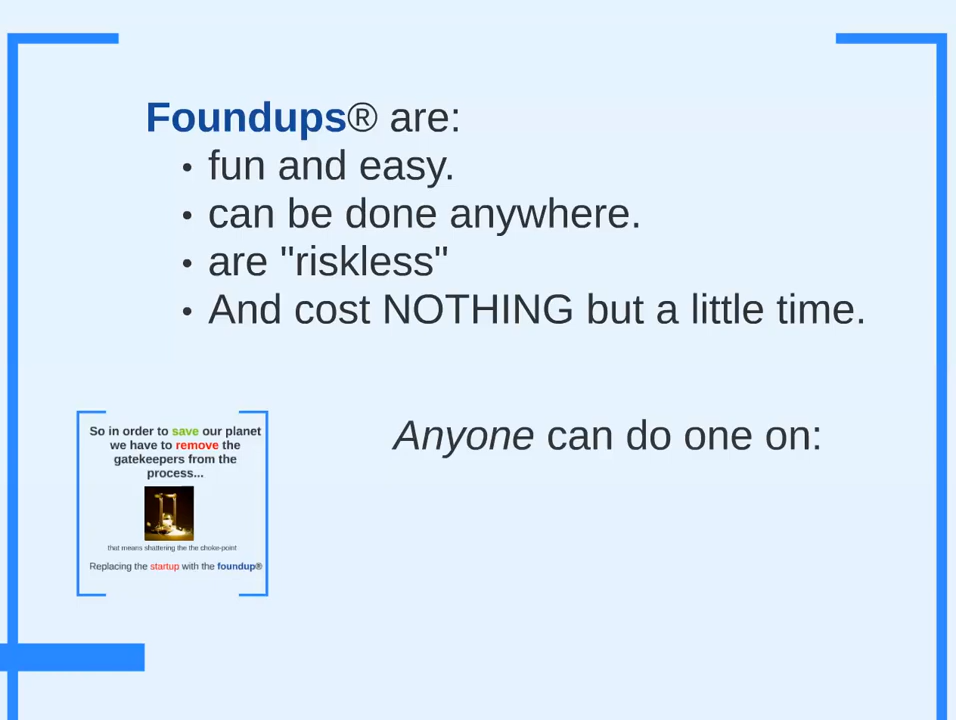 Foundups® are:
• fun and easy.
• can be done anywhere.
• are "riskless"
• And cost NOTHING but a little time.
Anyone can do one on:
So in order to save our planet
we have to remove the
gatekeepers from the
process...
that means shattering the the choke-point
Replacing the startup with the foundup®